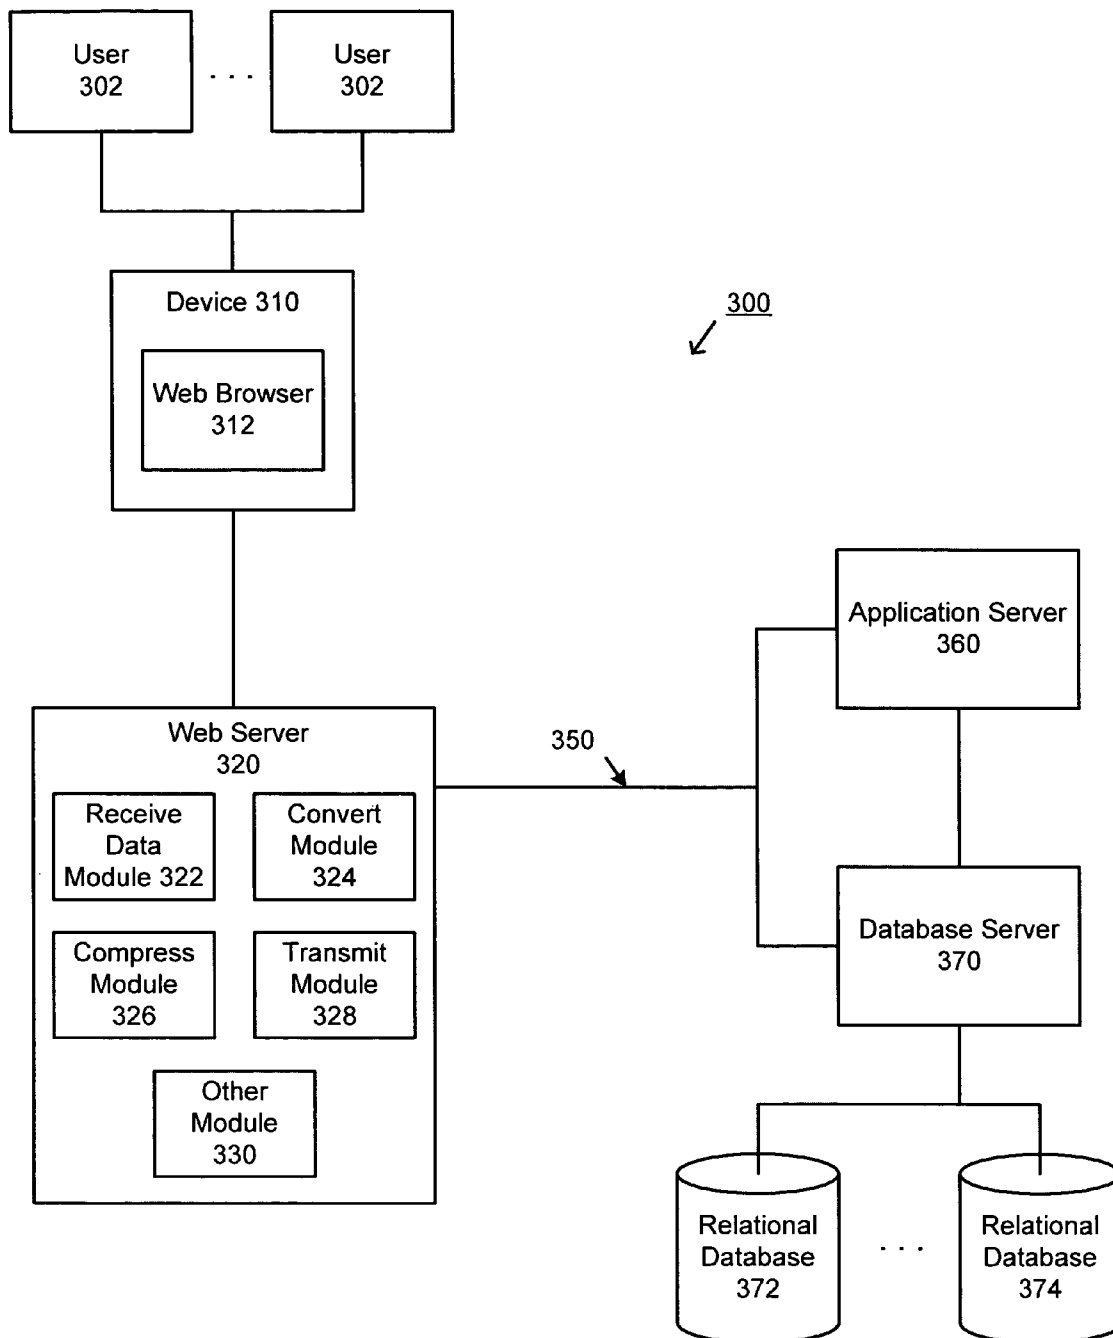 User
302
. . .
User
302
Device 310
Web Browser
312
300
Application Server
360
Web Server
320
350
Receive
Data
Module 322
Convert
Module
324
Database Server
370
Compress
Module
326
Transmit
Module
328
Other
Module
330
Relational
Database
372
. . .
Relational
Database
374